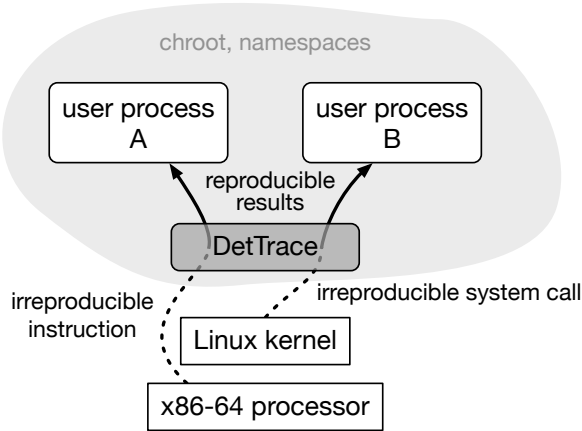 chroot, namespaces
user process
A
user process
B
reproducible
results
DetTrace
irreproducible
instruction
irreproducible system call
Linux kernel
x86-64 processor